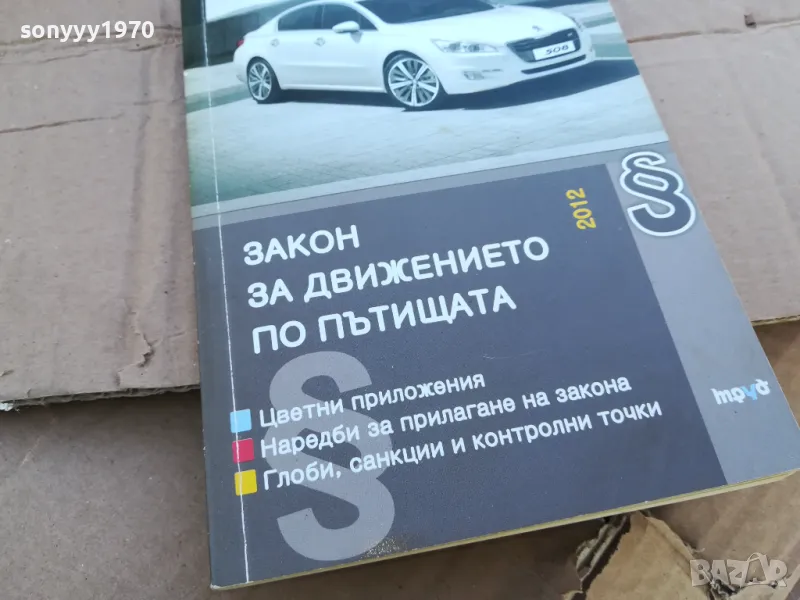 sonyyy1970
508
2012
§
ЗАКОН
ЗА ДВИЖЕНИЕТО
ПО ПЪТИЩАТА
§
Цветни приложения
Наредби за прилагане на закона
Глоби, санкции и контролни точки
BAZAR